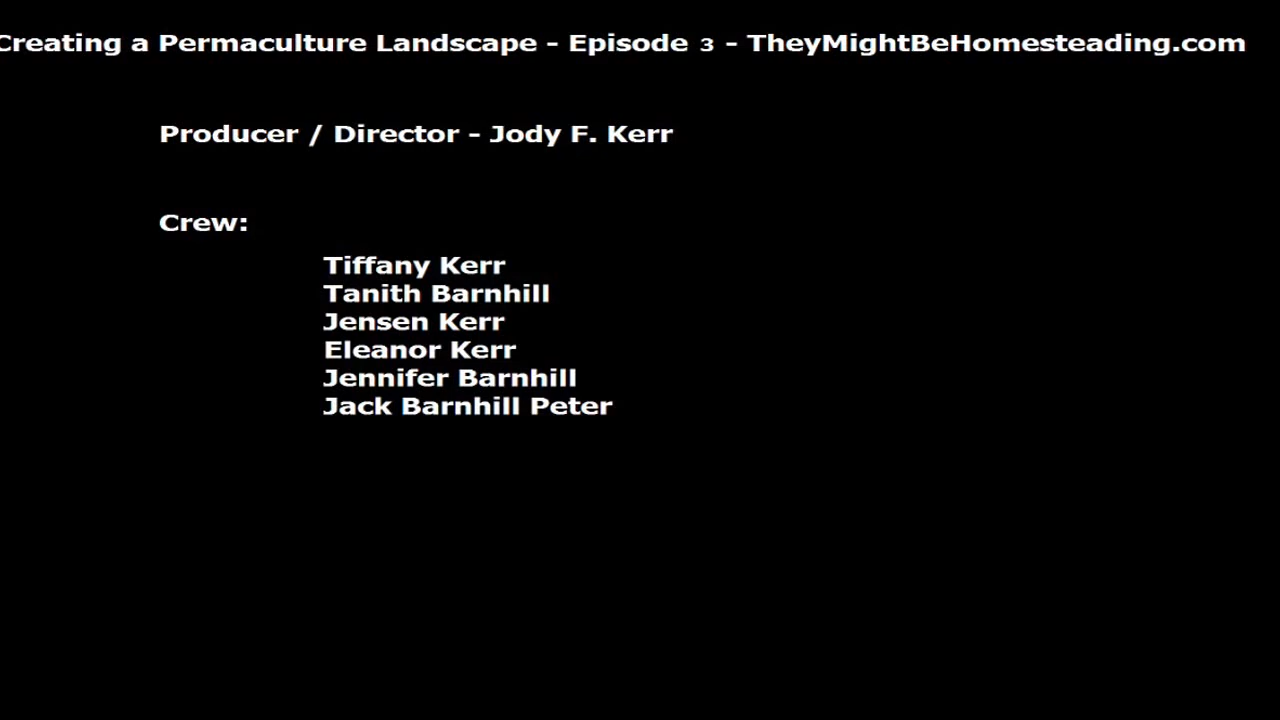 Creating a Permaculture Landscape - Episode 3 - TheyMightBeHomesteading.com
Producer / Director - Jody F. Kerr
Crew:
Tiffany Kerr
Tanith Barnhill
Jensen Kerr
Eleanor Kerr
Jennifer Barnhill
Jack Barnhill Peter